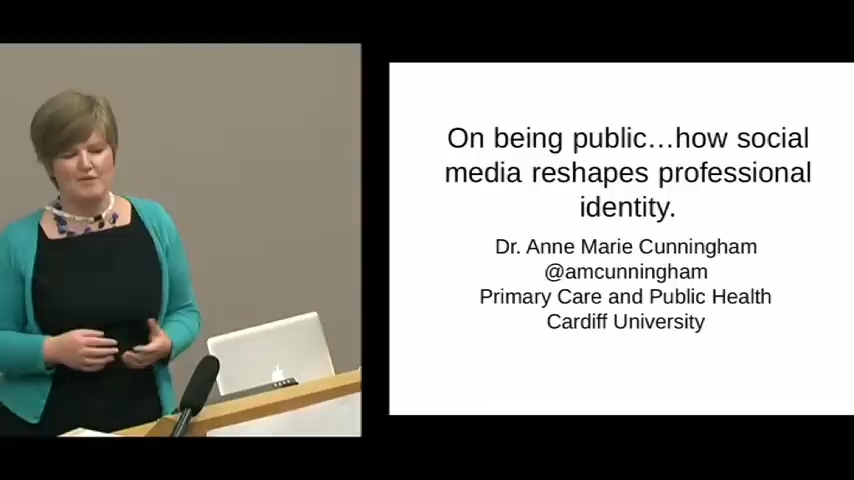 On being public…how social
media reshapes professional
identity.
Dr. Anne Marie Cunningham
@amcunningham
Primary Care and Public Health
Cardiff University